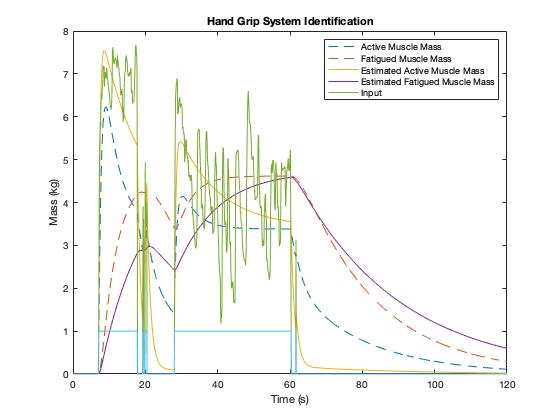 Hand Grip System Identification
8
7
6
5
4
3
2
1
0
Mass (kg)
Active Muscle Mass
Fatigued Muscle Mass
Estimated Active Muscle Mass
Estimated Fatigued Muscle Mass
Input
0 20 40 60 80 100 120
Time (s)